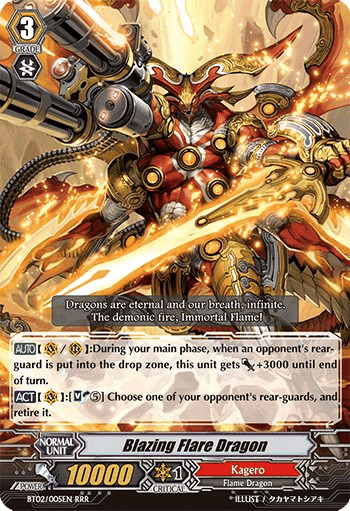 3
GRADE
Dragons are eternal and our breath, infinite.
The demonic fire, Immortal Flame!
AUTO [ / ]:During your main phase, when an opponent's rear-
guard is put into the drop zone, this unit gets +3000 until end
of turn.
ACT [ ]:[V 5] Choose one of your opponent's rear-guards, and
retire it.
NORMAL UNIT
Blazing Flare Dragon
POWER 10000
1 CRITICAL
Kagero
Flame Dragon
BT02/005EN RRR
ILLUST / タカヤマトシアキ